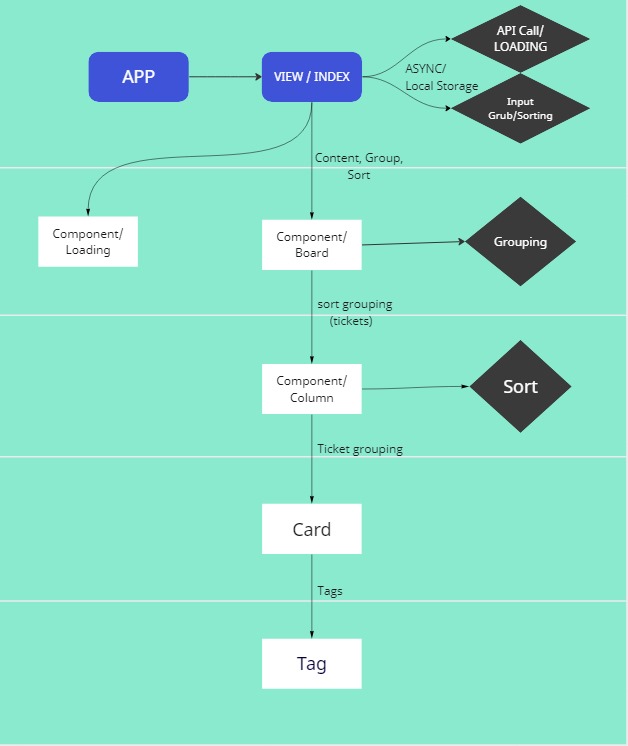 APP
VIEW / INDEX
API Call/
LOADING
ASYNC/
Local Storage
Input
Grub/Sorting
Content, Group,
Sort
Component/
Loading
Component/
Board
Grouping
sort grouping
(tickets)
Component/
Column
Sort
Ticket grouping
Card
Tags
Tag